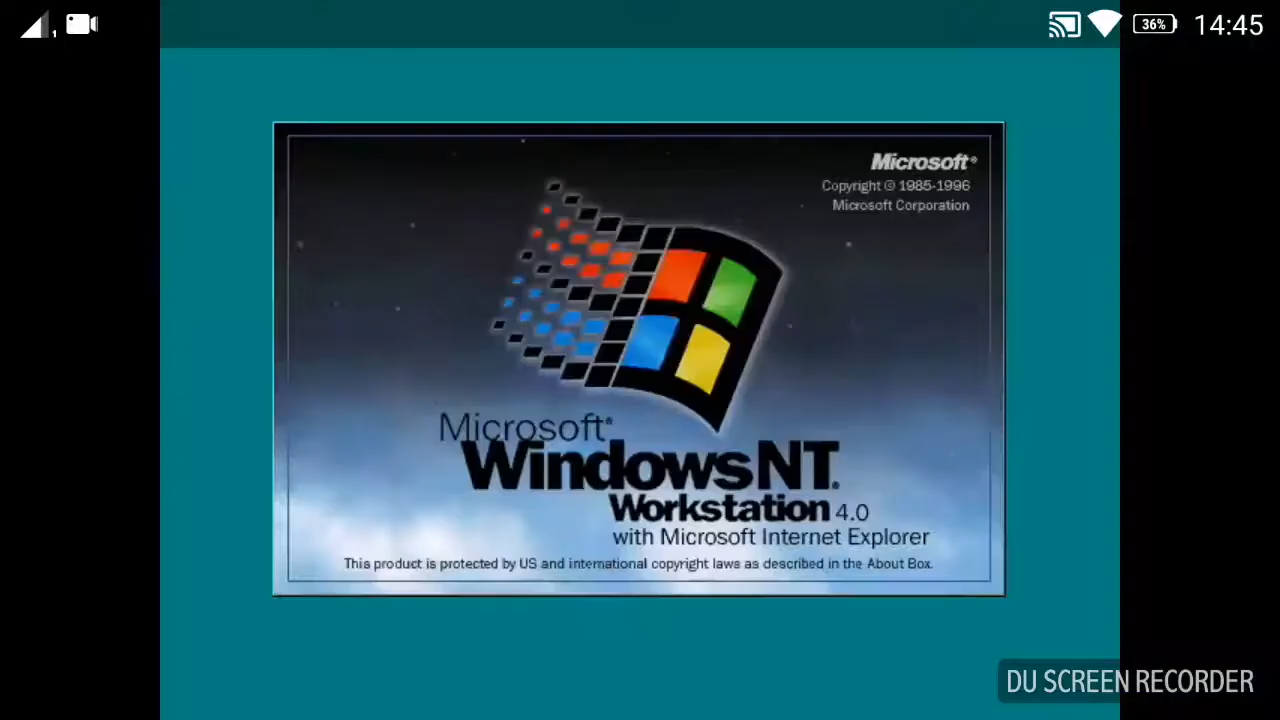 1
36%
14:45
Microsoft®
Copyright © 1985-1996
Microsoft Corporation
Microsoft®
WindowsNT®
Workstation 4.0
with Microsoft Internet Explorer
This product is protected by US and international copyright laws as described in the About Box.
DU SCREEN RECORDER